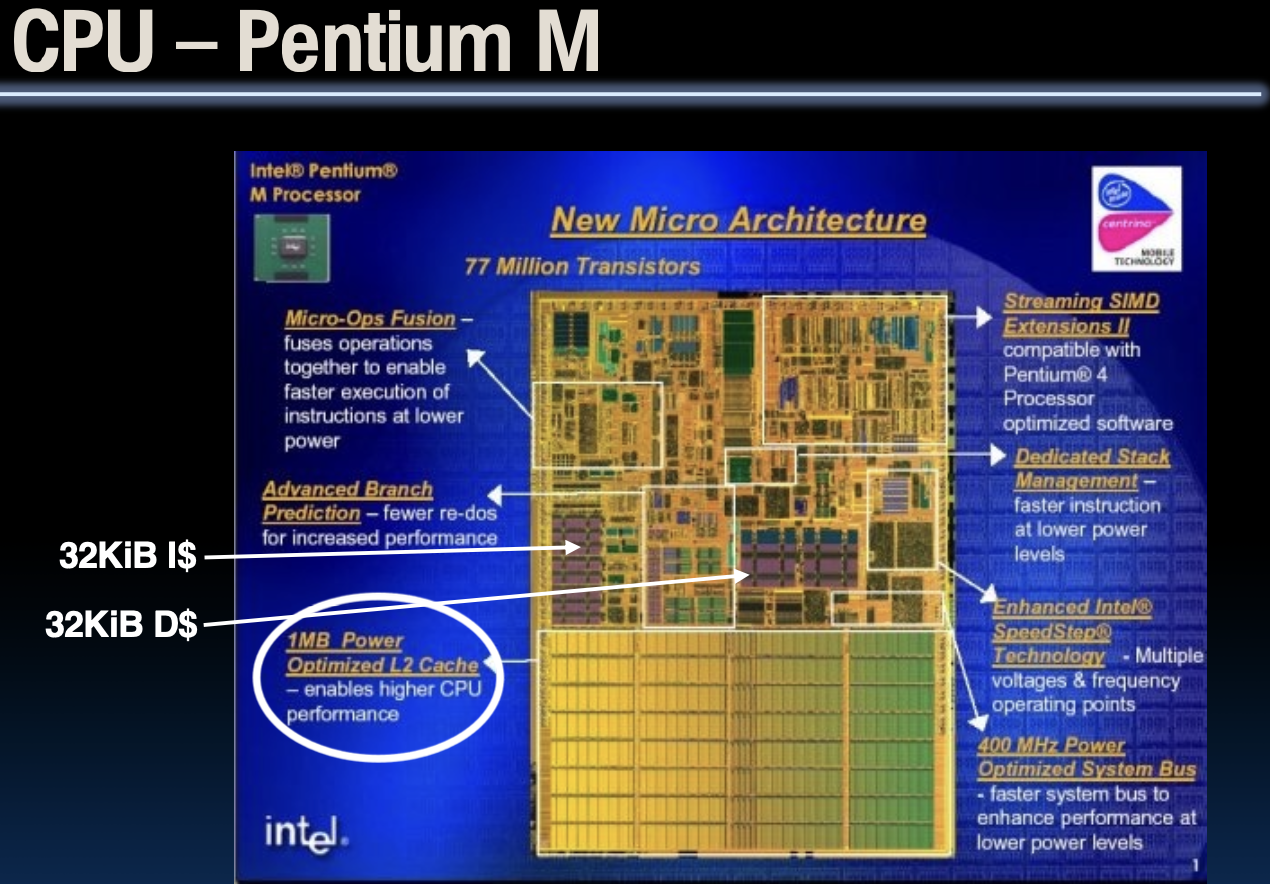 CPU – Pentium M
Intel® Pentium®
M Processor
intel
New Micro Architecture
77 Million Transistors
centrino
MOBILE
TECHNOLOGY
Micro-Ops Fusion –
fuses operations
together to enable
faster execution of
instructions at lower
power
Advanced Branch
Prediction – fewer re-dos
for increased performance
32KiB I$
32KiB D$
1MB Power
Optimized L2 Cache
– enables higher CPU
performance
Streaming SIMD
Extensions II
compatible with
Pentium® 4
Processor
optimized software
Dedicated Stack
Management –
faster instruction
at lower power
levels
Enhanced Intel®
SpeedStep®
Technology - Multiple
voltages & frequency
operating points
400 MHz Power
Optimized System Bus
- faster system bus to
enhance performance at
lower power levels
intel®
1